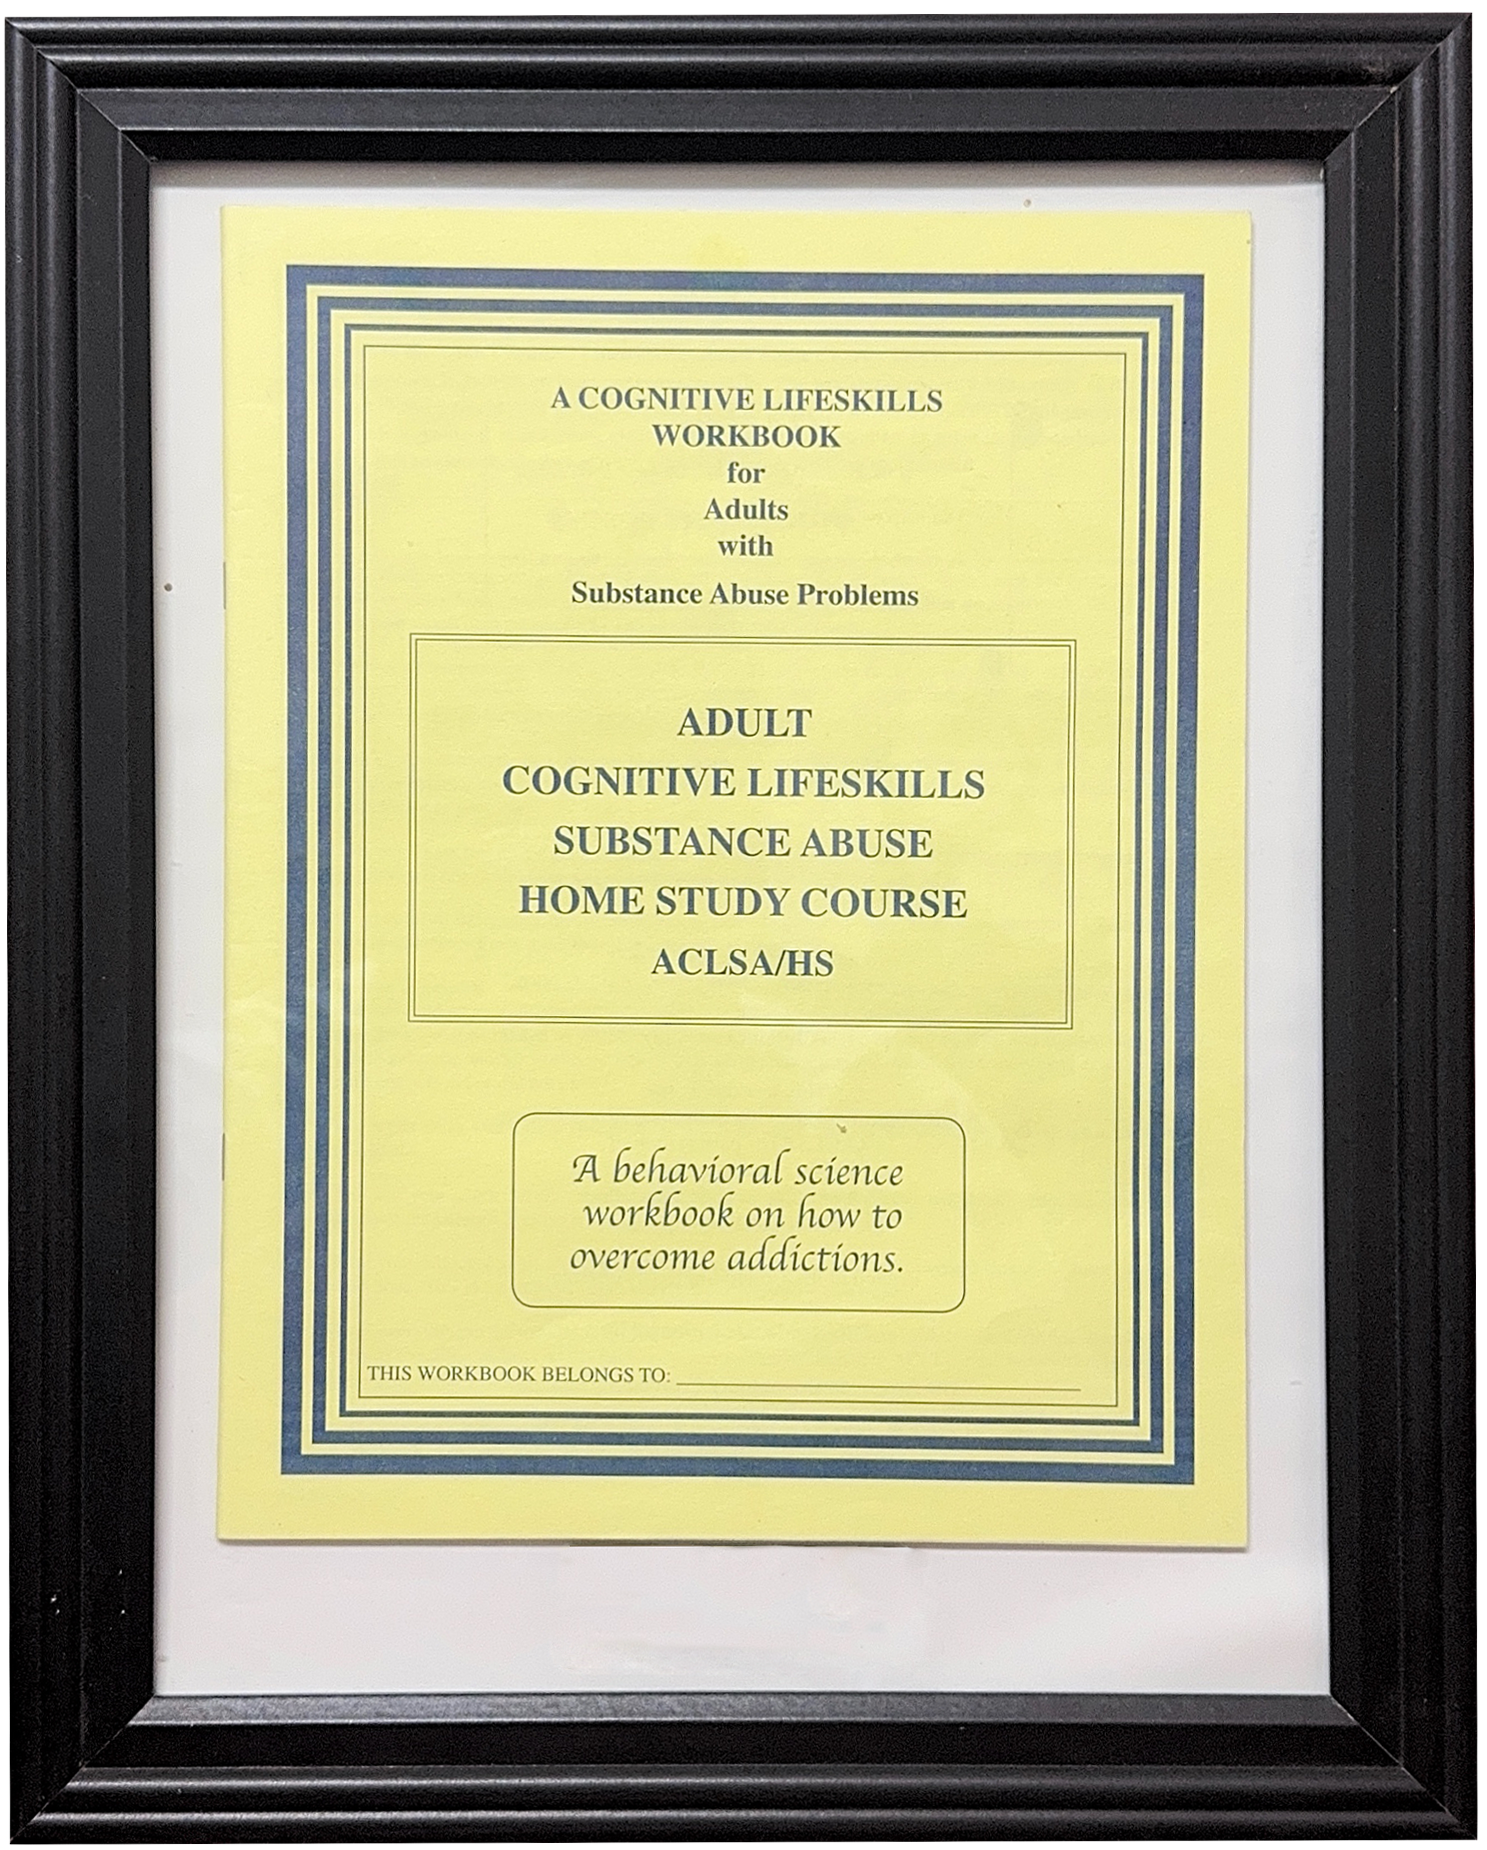 A COGNITIVE LIFESKILLS
WORKBOOK
for
Adults
with
Substance Abuse Problems
ADULT
COGNITIVE LIFESKILLS
SUBSTANCE ABUSE
HOME STUDY COURSE
ACLSA/HS
A behavioral science
workbook on how to
overcome addictions.
THIS WORKBOOK BELONGS TO: